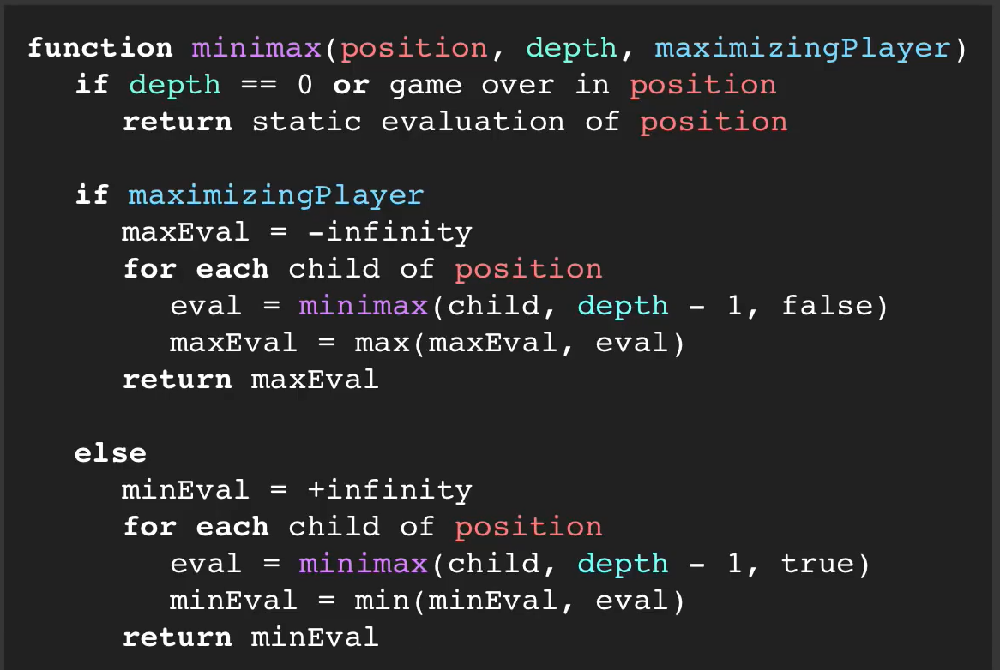 function minimax(position, depth, maximizingPlayer)
if depth == 0 or game over in position
return static evaluation of position
if maximizingPlayer
maxEval = -infinity
for each child of position
eval = minimax(child, depth - 1, false)
maxEval = max(maxEval, eval)
return maxEval
else
minEval = +infinity
for each child of position
eval = minimax(child, depth - 1, true)
minEval = min(minEval, eval)
return minEval